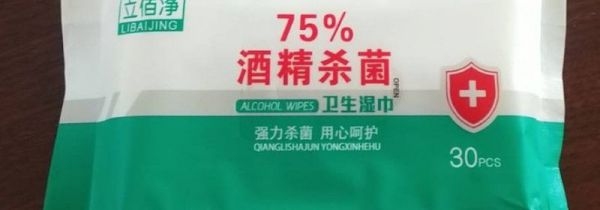 立佰净
LIBAIJING
75%
酒精杀菌
OPEN
ALCOHOL WIPES 卫生湿巾
强力杀菌 用心呵护
QIANGLISHAJUN YONGXINHEHU
30PCS